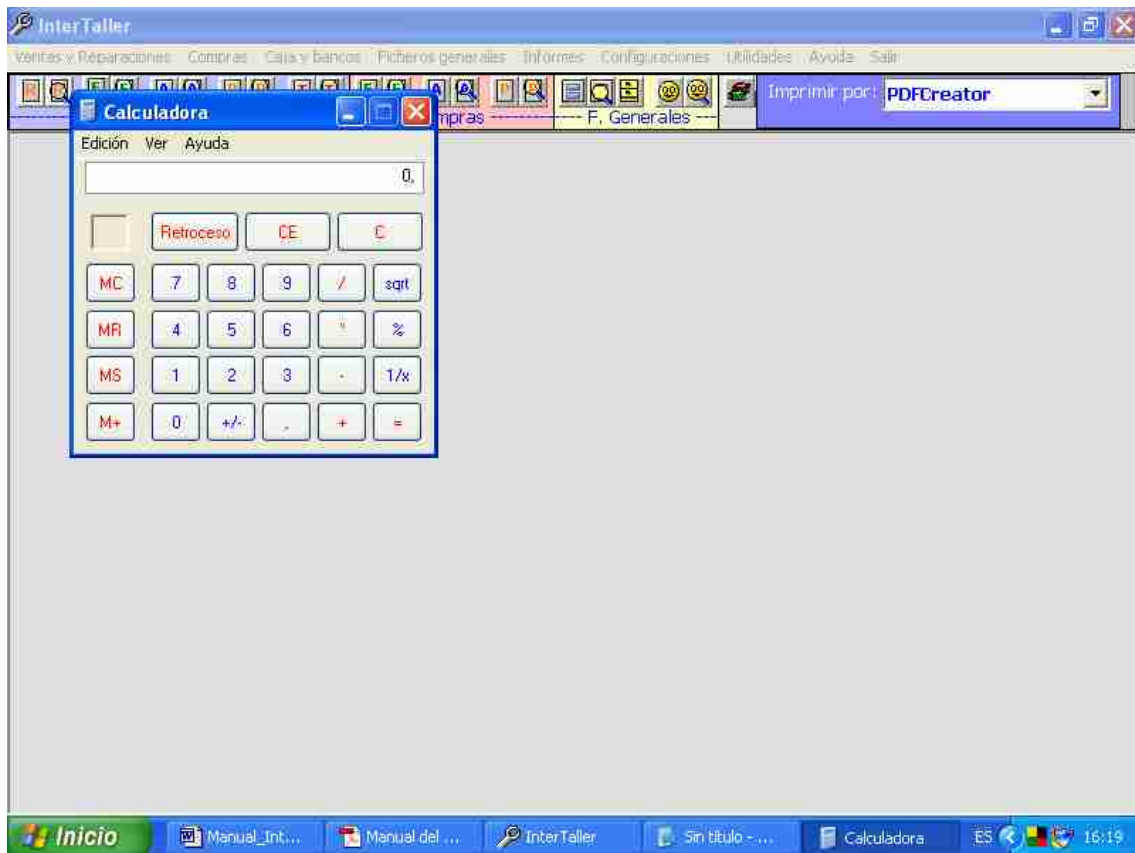 InterTaller
Ventas y Reparaciones Compras Caja y bancos Ficheros generales Informes Configuraciones Utilidades Ayuda Salir
Imprimir por: PDFCreator
mpras F. Generales
Calculadora
Edición Ver Ayuda
0,
Retroceso CE C
MC 7 8 9 / sqrt
MR 4 5 6 * %
MS 1 2 3 - 1/x
M+ 0 +/- , + =
Inicio Manual_Int... Manual del ... InterTaller Sin título - ... Calculadora ES 16:19